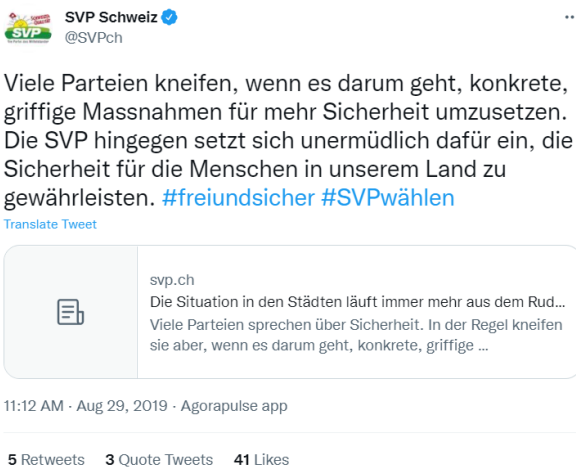 SVP Schweiz
@SVPch
SVP
Viele Parteien kneifen, wenn es darum geht, konkrete,
griffige Massnahmen für mehr Sicherheit umzusetzen.
Die SVP hingegen setzt sich unermüdlich dafür ein, die
Sicherheit für die Menschen in unserem Land zu
gewährleisten. #freiundsicher #SVPwählen
Translate Tweet
svp.ch
Die Situation in den Städten läuft immer mehr aus dem Rud...
Viele Parteien sprechen über Sicherheit. In der Regel kneifen
sie aber, wenn es darum geht, konkrete, griffige ...
11:12 AM · Aug 29, 2019 · Agorapulse app
5 Retweets 3 Quote Tweets 41 Likes